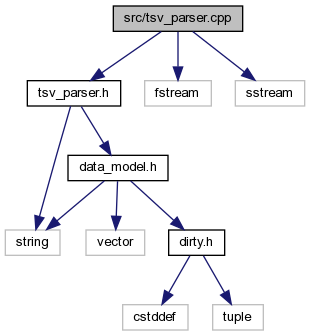 src/tsv_parser.cpp
tsv_parser.h
fstream
sstream
data_model.h
string
vector
dirty.h
cstddef
tuple